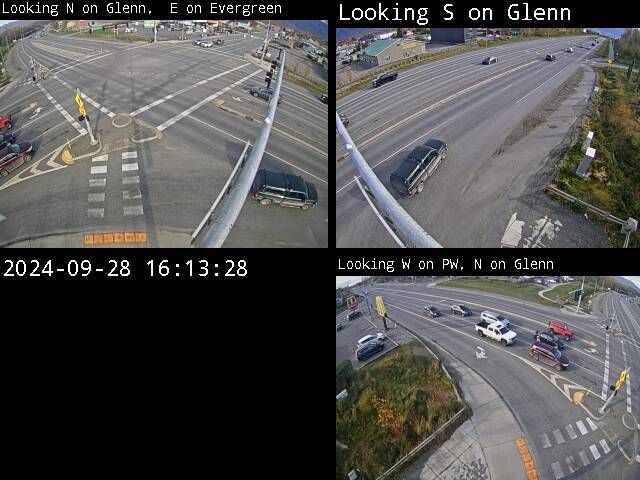 Looking N on Glenn,  E on Evergreen
Looking S on Glenn
2024-09-28 16:13:28
Looking W on PW, N on Glenn